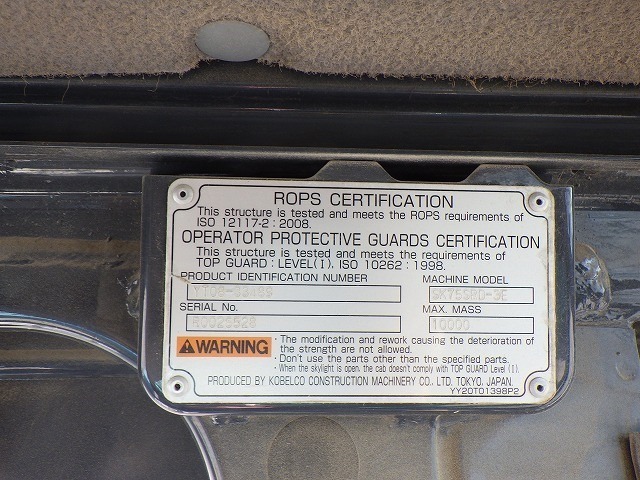 ROPS CERTIFICATION
This structure is tested and meets the ROPS requirements of
ISO 12117-2 : 2008.
OPERATOR PROTECTIVE GUARDS CERTIFICATION
This structure is tested and meets the requirements of
TOP GUARD : LEVEL(Ⅰ), ISO 10262 : 1998.
PRODUCT IDENTIFICATION NUMBER
MACHINE MODEL
SK75SRD-3E
SERIAL No.
MAX. MASS
10000
WARNING
· The modification and rework causing the deterioration of
the strength are not allowed.
· Don't use parts other than the specified parts.
· When the skylight is open, the cab doesn't comply with TOP GUARD Level (Ⅰ).
PRODUCED BY KOBELCO CONSTRUCTION MACHINERY CO., LTD. TOKYO, JAPAN.
YY20T01398P2